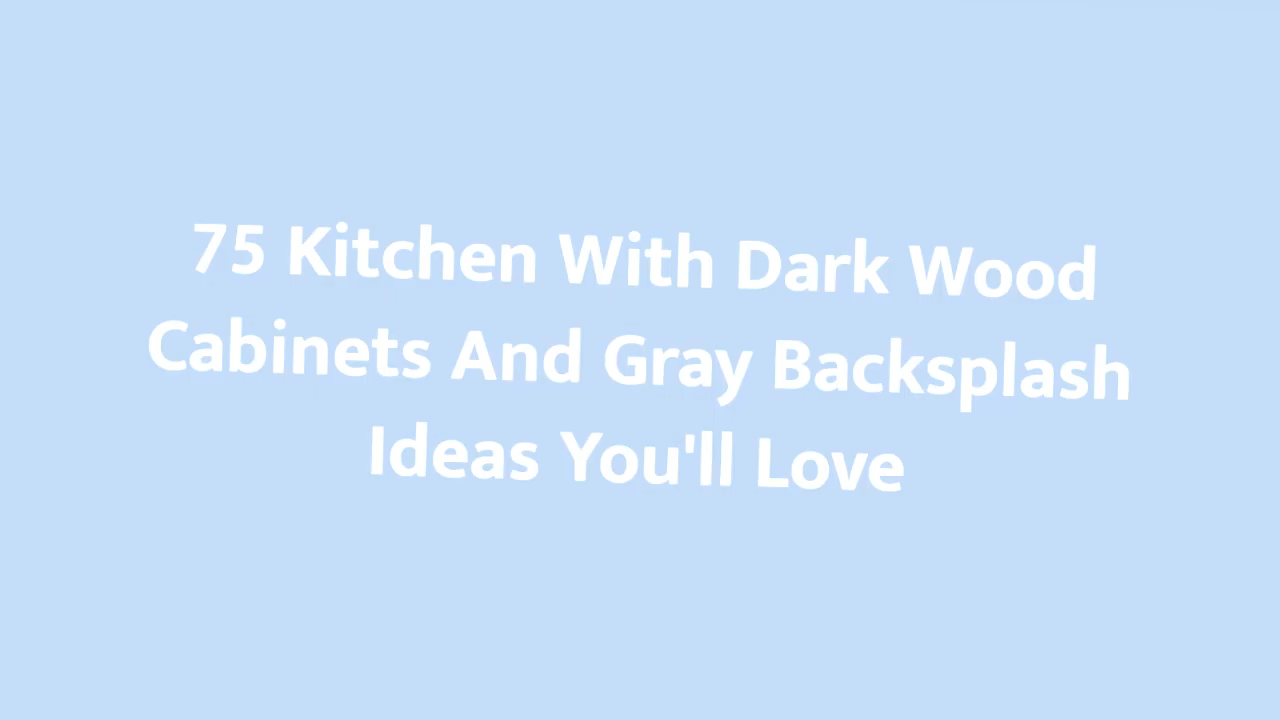 75 Kitchen With Dark Wood
Cabinets And Gray Backsplash
Ideas You'll Love